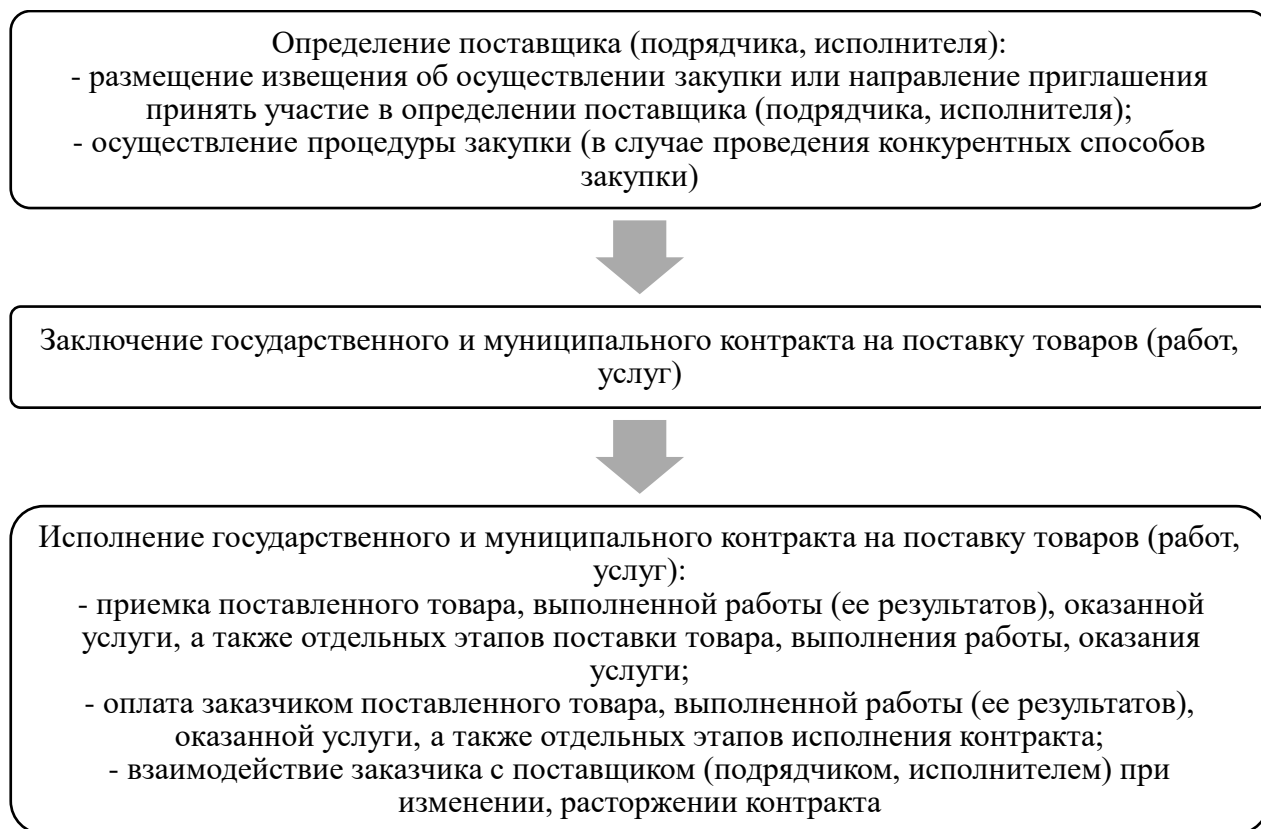 Определение поставщика (подрядчика, исполнителя):
- размещение извещения об осуществлении закупки или направление приглашения
принять участие в определении поставщика (подрядчика, исполнителя);
- осуществление процедуры закупки (в случае проведения конкурентных способов
закупки)
Заключение государственного и муниципального контракта на поставку товаров (работ,
услуг)
Исполнение государственного и муниципального контракта на поставку товаров (работ,
услуг):
- приемка поставленного товара, выполненной работы (ее результатов), оказанной
услуги, а также отдельных этапов поставки товара, выполнения работы, оказания
услуги;
- оплата заказчиком поставленного товара, выполненной работы (ее результатов),
оказанной услуги, а также отдельных этапов исполнения контракта;
- взаимодействие заказчика с поставщиком (подрядчиком, исполнителем) при
изменении, расторжении контракта